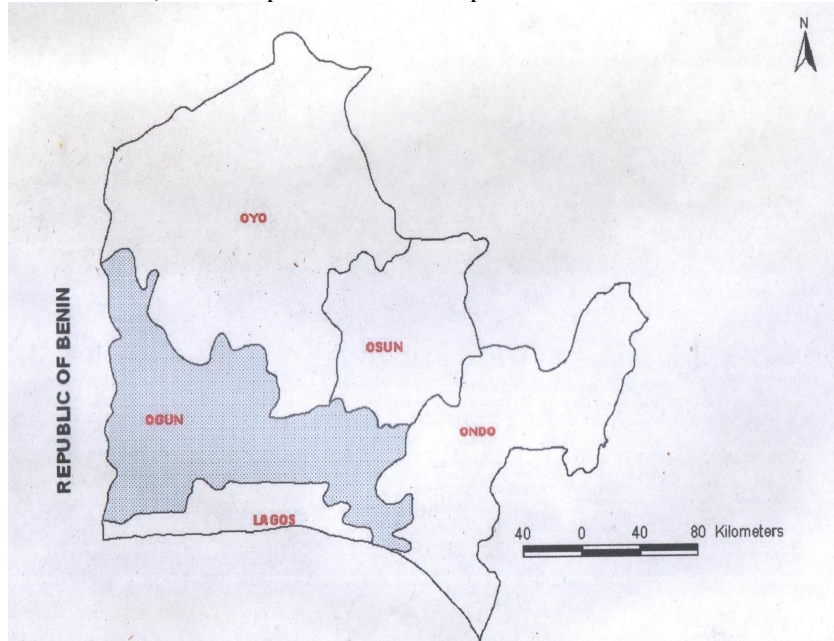 N
OYO
REPUBLIC OF BENIN
OSUN
OGUN
ONDO
LAGOS
40 0 40 80 Kilometers